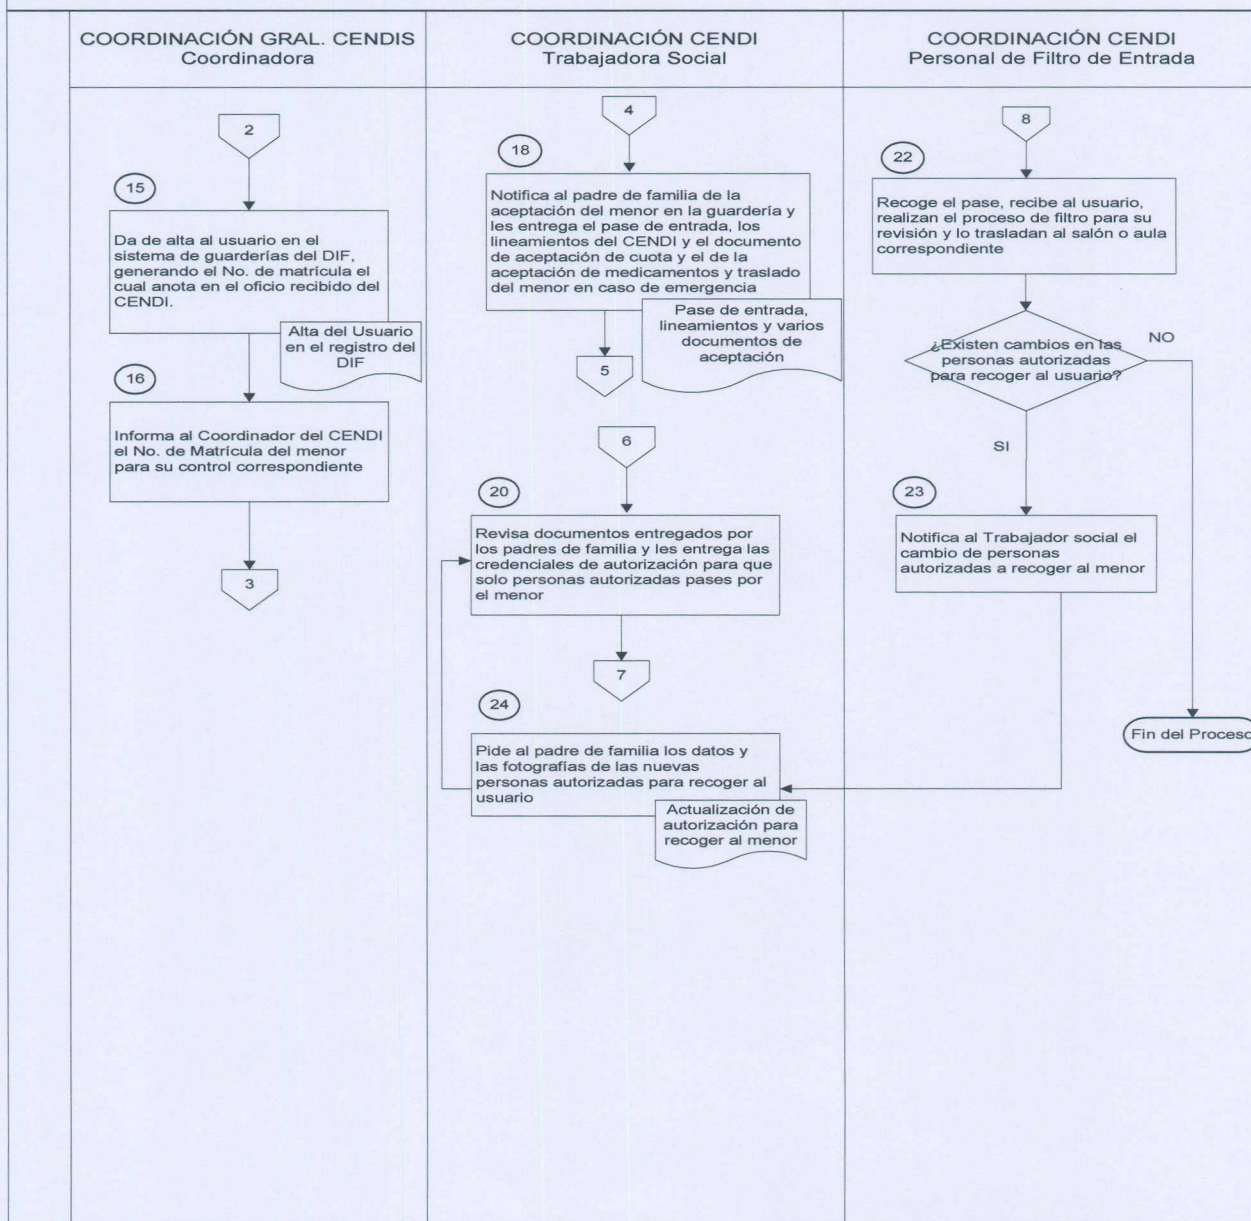 COORDINACIÓN GRAL. CENDIS
Coordinadora
2
15
Da de alta al usuario en el
sistema de guarderías del DIF,
generando el No. de matrícula el
cual anota en el oficio recibido del
CENDI.
Alta del Usuario
en el registro del
DIF
16
Informa al Coordinador del CENDI
el No. de Matrícula del menor
para su control correspondiente
3
COORDINACIÓN CENDI
Trabajadora Social
4
18
Notifica al padre de familia de la
aceptación del menor en la guardería y
les entrega el pase de entrada, los
lineamientos del CENDI y el documento
de aceptación de cuota y el de la
aceptación de medicamentos y traslado
del menor en caso de emergencia
Pase de entrada,
lineamientos y varios
documentos de
aceptación
5
6
20
Revisa documentos entregados por
los padres de familia y les entrega las
credenciales de autorización para que
solo personas autorizadas pases por
el menor
7
24
Pide al padre de familia los datos y
las fotografías de las nuevas
personas autorizadas para recoger al
usuario
Actualización de
autorización para
recoger al menor
COORDINACIÓN CENDI
Personal de Filtro de Entrada
8
22
Recoge el pase, recibe al usuario,
realizan el proceso de filtro para su
revisión y lo trasladan al salón o aula
correspondiente
¿Existen cambios en las
personas autorizadas
para recoger al usuario?
NO
SI
23
Notifica al Trabajador social el
cambio de personas
autorizadas a recoger al menor
Fin del Proceso